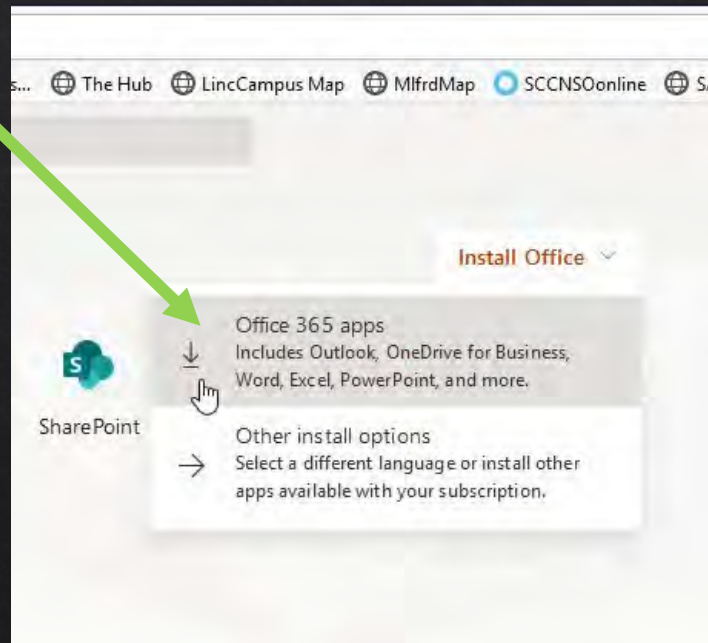 s... The Hub LincCampus Map MlfrdMap SCCNSOonline S
Install Office
Office 365 apps
Includes Outlook, OneDrive for Business,
Word, Excel, PowerPoint, and more.
S
SharePoint
Other install options
Select a different language or install other
apps available with your subscription.